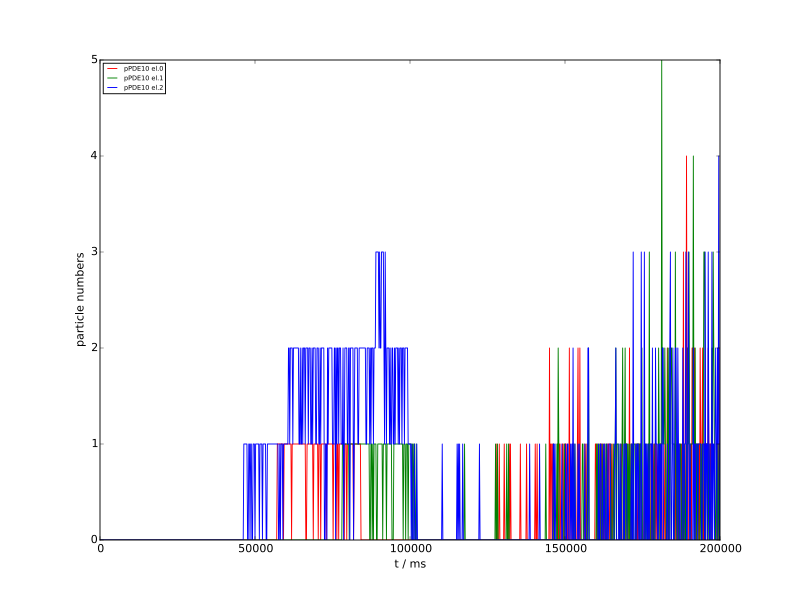 5
pPDE10 el.0
pPDE10 el.1
pPDE10 el.2
4
3
particle numbers
2
1
0
0 50000 100000 150000 200000
t / ms